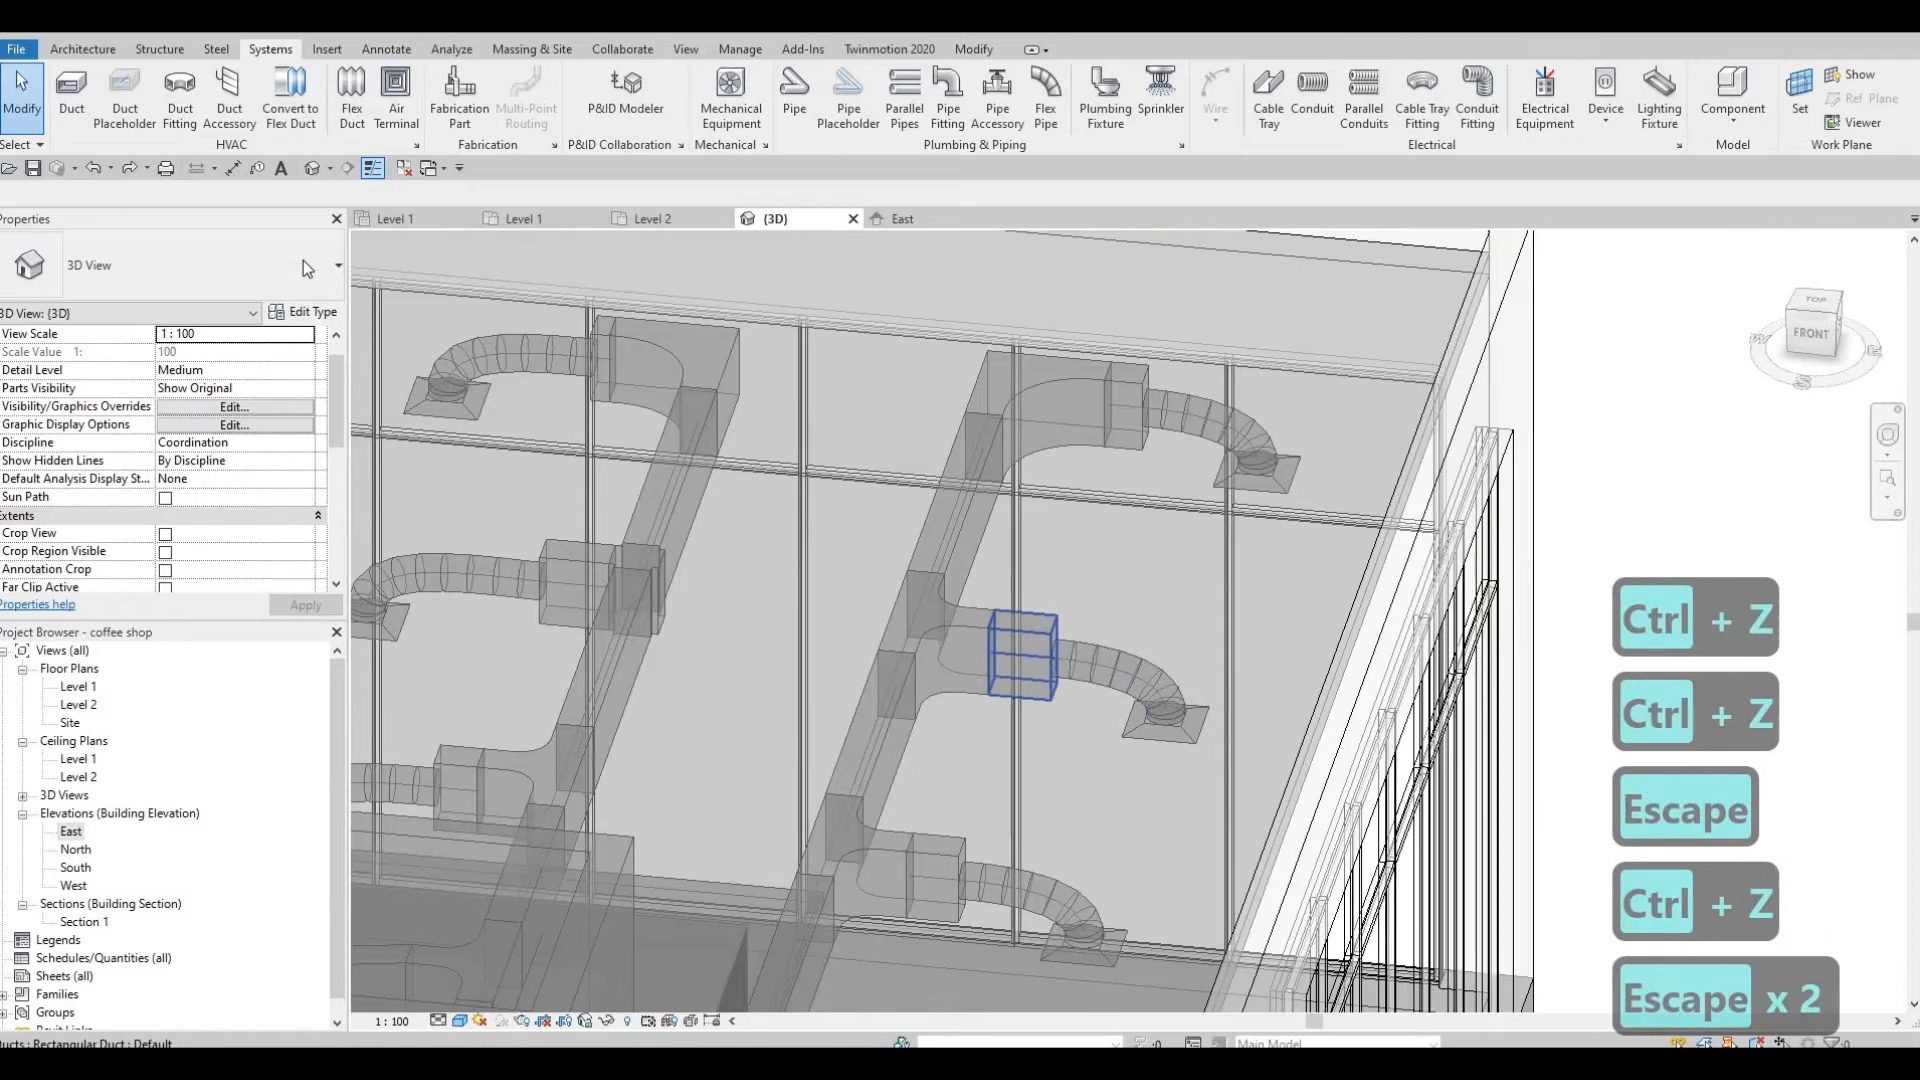 File Architecture Structure Steel Systems Insert Annotate Analyze Massing & Site Collaborate View Manage Add-Ins Twinmotion 2020 Modify
Modify
Duct
Duct Placeholder
Duct Fitting
Duct Accessory
Convert to Flex Duct
Flex Duct
Air Terminal
Fabrication Part
Multi-Point Routing
P&ID Modeler
Mechanical Equipment
Pipe
Pipe Placeholder
Parallel Pipes
Pipe Fitting
Pipe Accessory
Flex Pipe
Plumbing Fixture
Sprinkler
Wire
Cable Tray
Conduit
Parallel Conduits
Cable Tray Fitting
Conduit Fitting
Electrical Equipment
Device
Lighting Fixture
Component
Set
Show
Ref Plane
Viewer
Select HVAC Fabrication P&ID Collaboration Mechanical Plumbing & Piping Electrical Model Work Plane
Properties
Level 1 Level 1 Level 2 {3D} East
3D View
3D View: {3D} Edit Type
View Scale 1 : 100
Scale Value 1: 100
Detail Level Medium
Parts Visibility Show Original
Visibility/Graphics Overrides Edit...
Graphic Display Options Edit...
Discipline Coordination
Show Hidden Lines By Discipline
Default Analysis Display St... None
Sun Path
Extents
Crop View
Crop Region Visible
Annotation Crop
Far Clip Active
Properties help Apply
Project Browser - coffee shop
Views (all)
Floor Plans
Level 1
Level 2
Site
Ceiling Plans
Level 1
Level 2
3D Views
Elevations (Building Elevation)
East
North
South
West
Sections (Building Section)
Section 1
Legends
Schedules/Quantities (all)
Sheets (all)
Families
Groups
Revit Links
TOP
FRONT
Ctrl + Z
Ctrl + Z
Escape
Ctrl + Z
Escape x 2
1 : 100
Ducts : Rectangular Duct : Default
:0
Main Model
:0